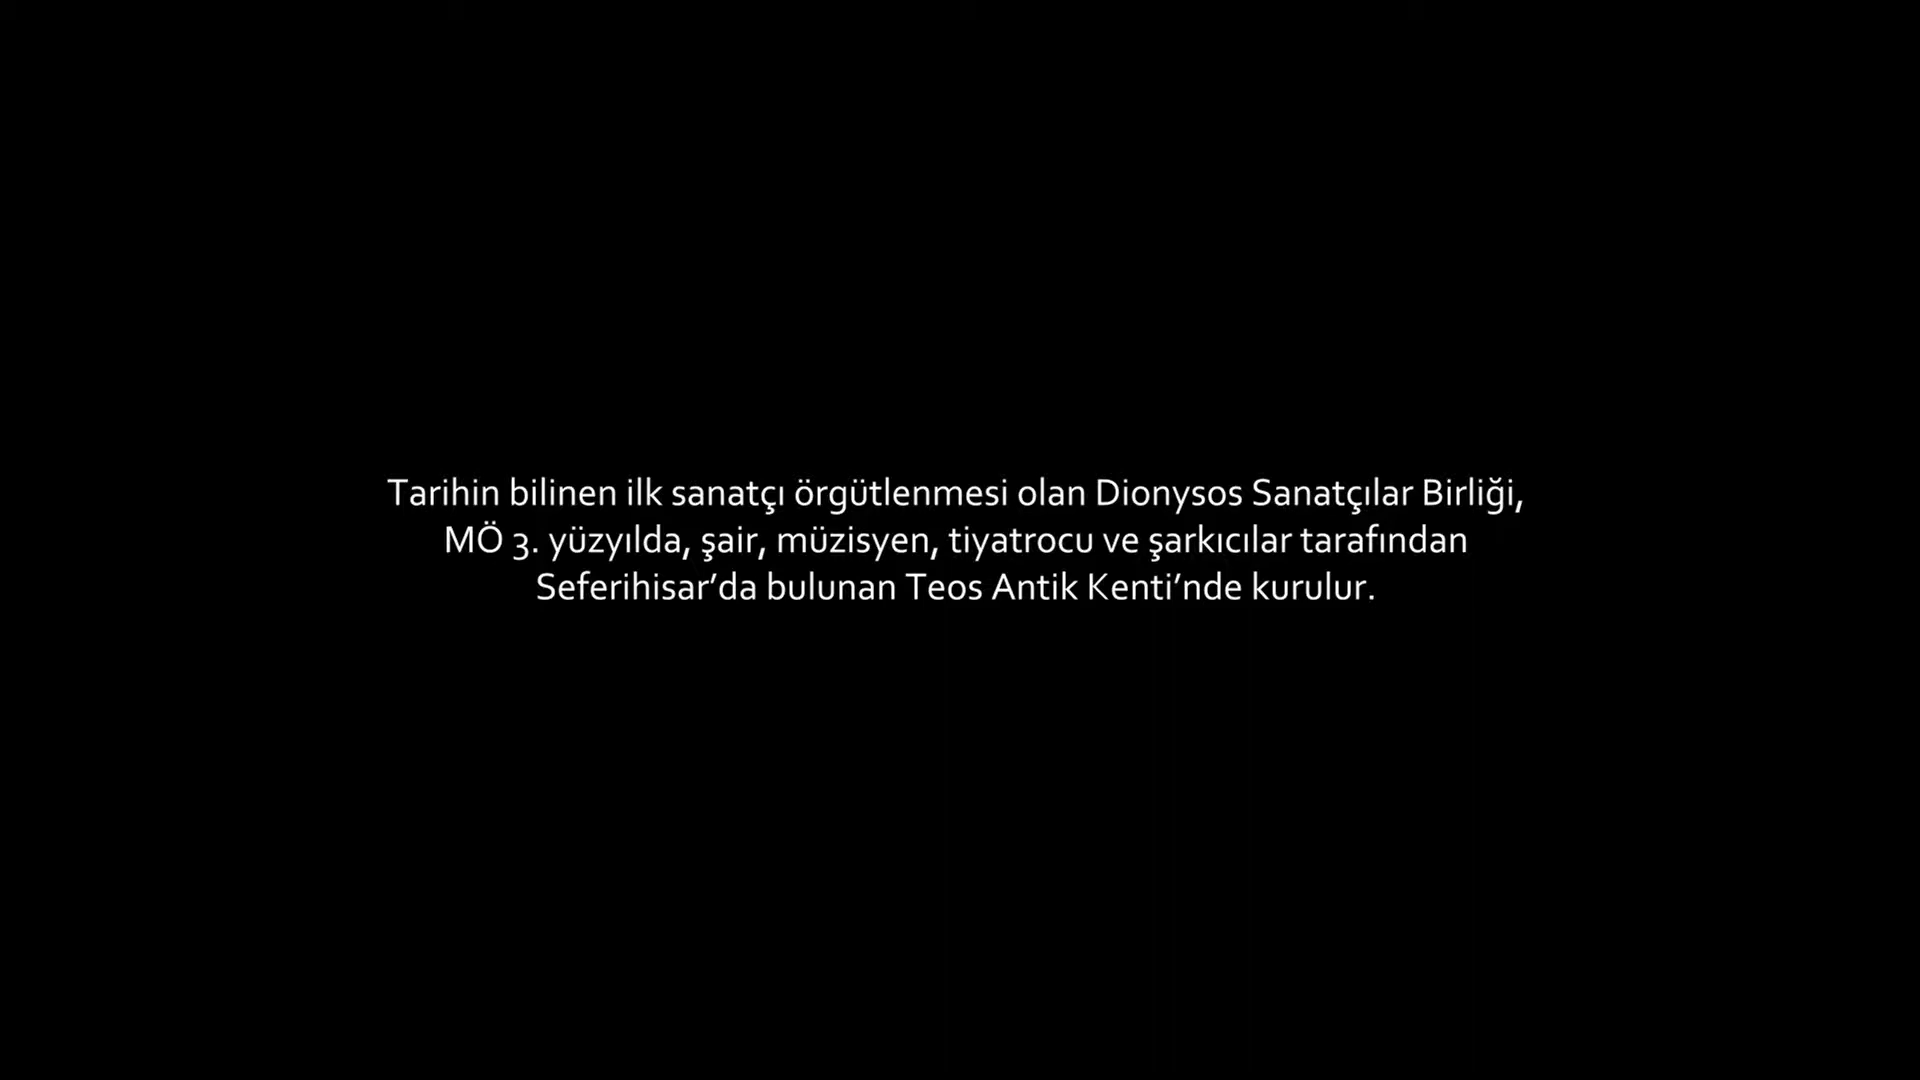 Tarihin bilinen ilk sanatçı örgütlenmesi olan Dionysos Sanatçılar Birliği,
MÖ 3. yüzyılda, şair, müzisyen, tiyatrocu ve şarkıcılar tarafından
Seferihisar’da bulunan Teos Antik Kenti’nde kurulur.